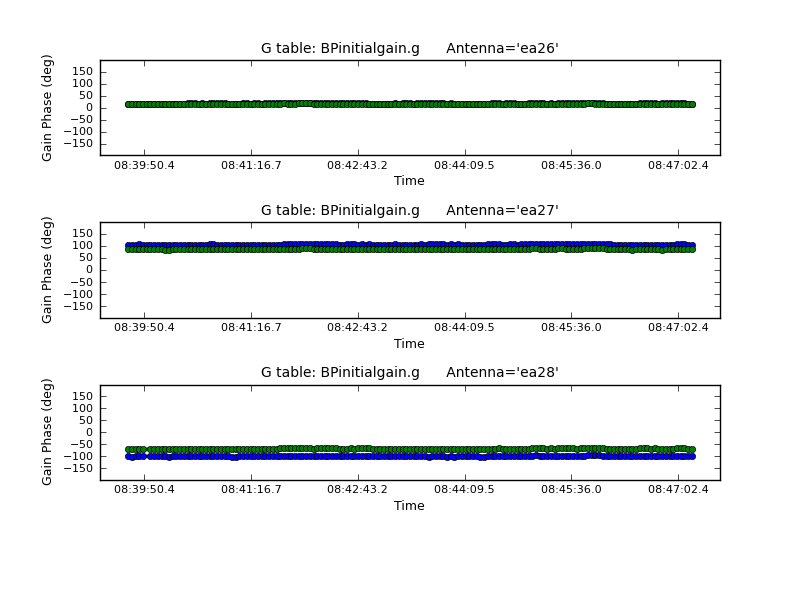 G table: BPinitialgain.g Antenna='ea26'
Gain Phase (deg)
150
100
50
0
−50
−100
−150
08:39:50.4 08:41:16.7 08:42:43.2 08:44:09.5 08:45:36.0 08:47:02.4
Time
G table: BPinitialgain.g Antenna='ea27'
Gain Phase (deg)
150
100
50
0
−50
−100
−150
08:39:50.4 08:41:16.7 08:42:43.2 08:44:09.5 08:45:36.0 08:47:02.4
Time
G table: BPinitialgain.g Antenna='ea28'
Gain Phase (deg)
150
100
50
0
−50
−100
−150
08:39:50.4 08:41:16.7 08:42:43.2 08:44:09.5 08:45:36.0 08:47:02.4
Time